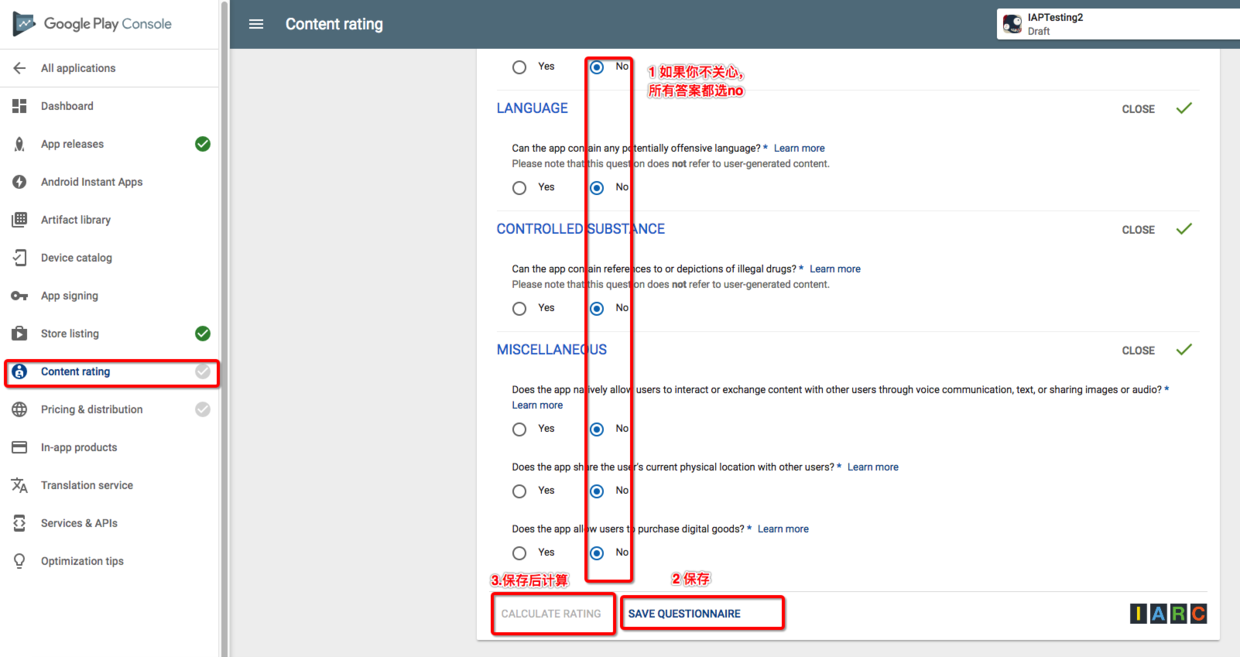 Google Play Console
Content rating
IAPTesting2
Draft
All applications
Dashboard
App releases
Android Instant Apps
Artifact library
Device catalog
App signing
Store listing
Content rating
Pricing & distribution
In-app products
Translation service
Services & APIs
Optimization tips
Yes No
1 如果你不关心，
所有答案都选no
LANGUAGE CLOSE
Can the app contain any potentially offensive language? * Learn more
Please note that this question does not refer to user-generated content.
Yes No
CONTROLLED SUBSTANCE CLOSE
Can the app contain references to or depictions of illegal drugs? * Learn more
Please note that this question does not refer to user-generated content.
Yes No
MISCELLANEOUS CLOSE
Does the app natively allow users to interact or exchange content with other users through voice communication, text, or sharing images or audio? *
Learn more
Yes No
Does the app share the user's current physical location with other users? * Learn more
Yes No
Does the app allow users to purchase digital goods? * Learn more
Yes No
3.保存后计算 2 保存
CALCULATE RATING SAVE QUESTIONNAIRE IARC